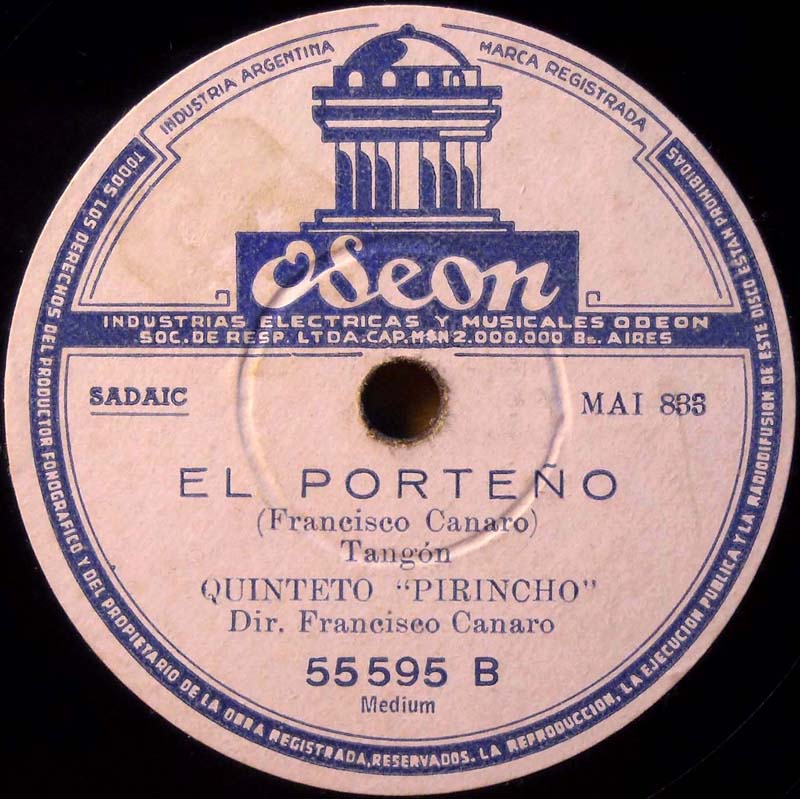 INDUSTRIA ARGENTINA
MARCA REGISTRADA
Odeon
INDUSTRIAS ELECTRICAS Y MUSICALES ODEON
SOC. DE RESP. LTDA. CAP. M$N 2.000.000 Bs. AIRES
SADAIC
MAI
EL PORTEÑO
(Francisco Canaro)
Tangón
QUINTETO "PIRINCHO"
Dir. Francisco Canaro
55595 B
Medium
TODOS LOS DERECHOS DEL PRODUCTOR FONOGRAFICO Y DEL PROPIETARIO DE LA OBRA REGISTRADA, RESERVADOS. LA REPRODUCCION, LA EJECUCION PUBLICA Y LA RADIODIFUSION DE ESTE DISCO ESTAN PROHIBIDAS